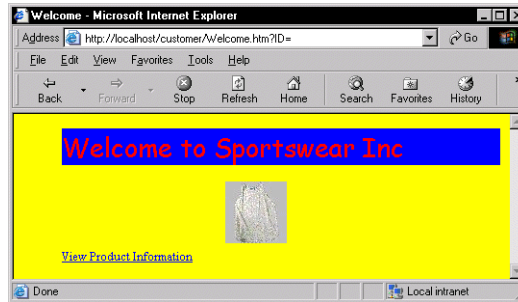 Welcome - Microsoft Internet Explorer
Address http://localhost/customer/Welcome.htm?ID= Go
File Edit View Favorites Tools Help
Back Forward Stop Refresh Home Search Favorites History
Welcome to Sportswear Inc
View Product Information
Done Local intranet